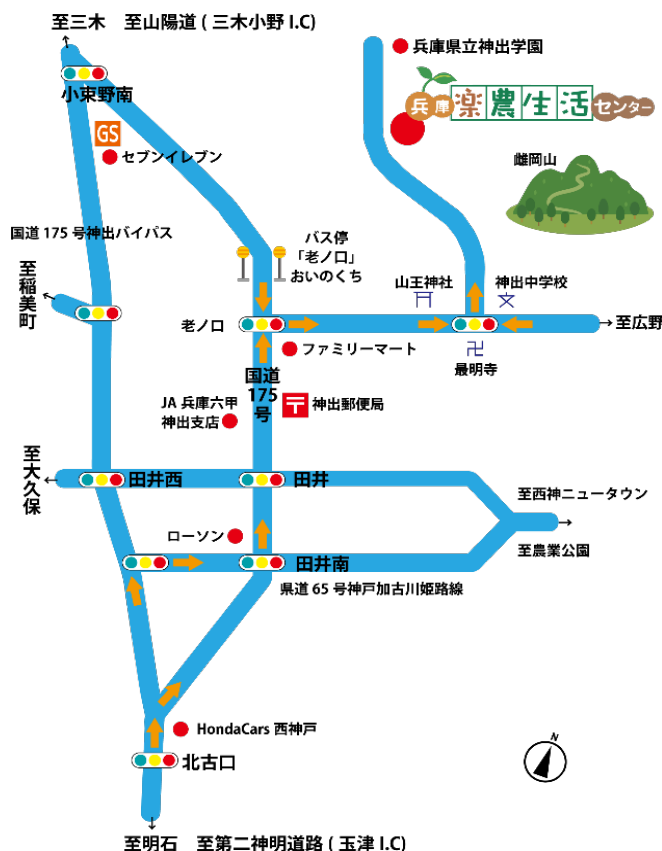 至三木 至山陽道 ( 三木小野 I.C)
兵庫県立神出学園
小束野南
兵庫楽農生活センター
GS
セブンイレブン
雌岡山
国道 175 号神出バイパス
バス停
「老ノ口」
おいのくち
至稲美町
山王神社
神出中学校
文
老ノ口
至広野
ファミリーマート
卍
最明寺
国道
175
号
JA 兵庫六甲
神出支店
〒
神出郵便局
至大久保
田井西
田井
至西神ニュータウン
ローソン
至農業公園
田井南
県道 65 号神戸加古川姫路線
HondaCars 西神戸
N
北古口
至明石 至第二神明道路 ( 玉津 I.C)